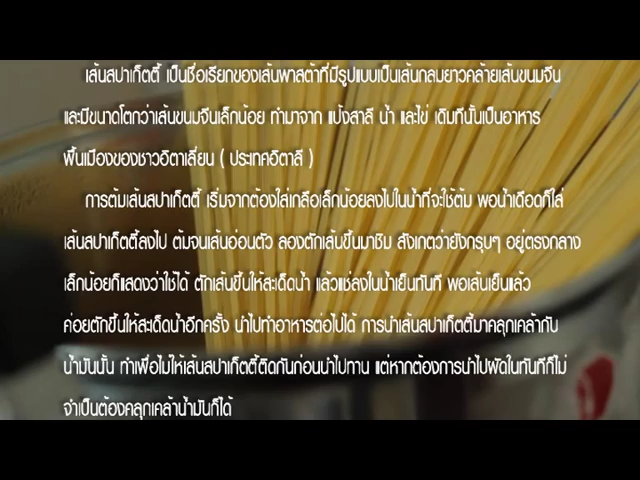 เส้นสปาเก็ตตี้ เป็นชื่อเรียกของเส้นพาสต้าที่มีรูปแบบเป็นเส้นกลมยาวคล้ายเส้นขนมจีน
และมีขนาดโตกว่าเส้นขนมจีนเล็กน้อย ทำมาจาก แป้งสาลี น้ำ และไข่ เดิมทีนั้นเป็นอาหาร
พื้นเมืองของชาวอิตาเลี่ยน ( ประเทศอิตาลี )
การต้มเส้นสปาเก็ตตี้ เริ่มจากต้องใส่เกลือเล็กน้อยลงไปในน้ำที่จะใช้ต้ม พอน้ำเดือดก็ใส่
เส้นสปาเก็ตตี้ลงไป ต้มจนเส้นอ่อนตัว ลองตักเส้นขึ้นมาชิม สังเกตว่ายังกรุบๆ อยู่ตรงกลาง
เล็กน้อยก็แสดงว่าใช้ได้ ตักเส้นขึ้นให้สะเด็ดน้ำ แล้วแช่ลงในน้ำเย็นทันที พอเส้นเย็นแล้ว
ค่อยตักขึ้นให้สะเด็ดน้ำอีกครั้ง นำไปทำอาหารต่อไปได้ การนำเส้นสปาเก็ตตี้มาคลุกเคล้ากับ
น้ำมันนั้น ทำเพื่อไม่ให้เส้นสปาเก็ตตี้ติดกันก่อนนำไปทาน แต่หากต้องการนำไปผัดในทันทีก็ไม่
จำเป็นต้องคลุกเคล้าน้ำมันก็ได้